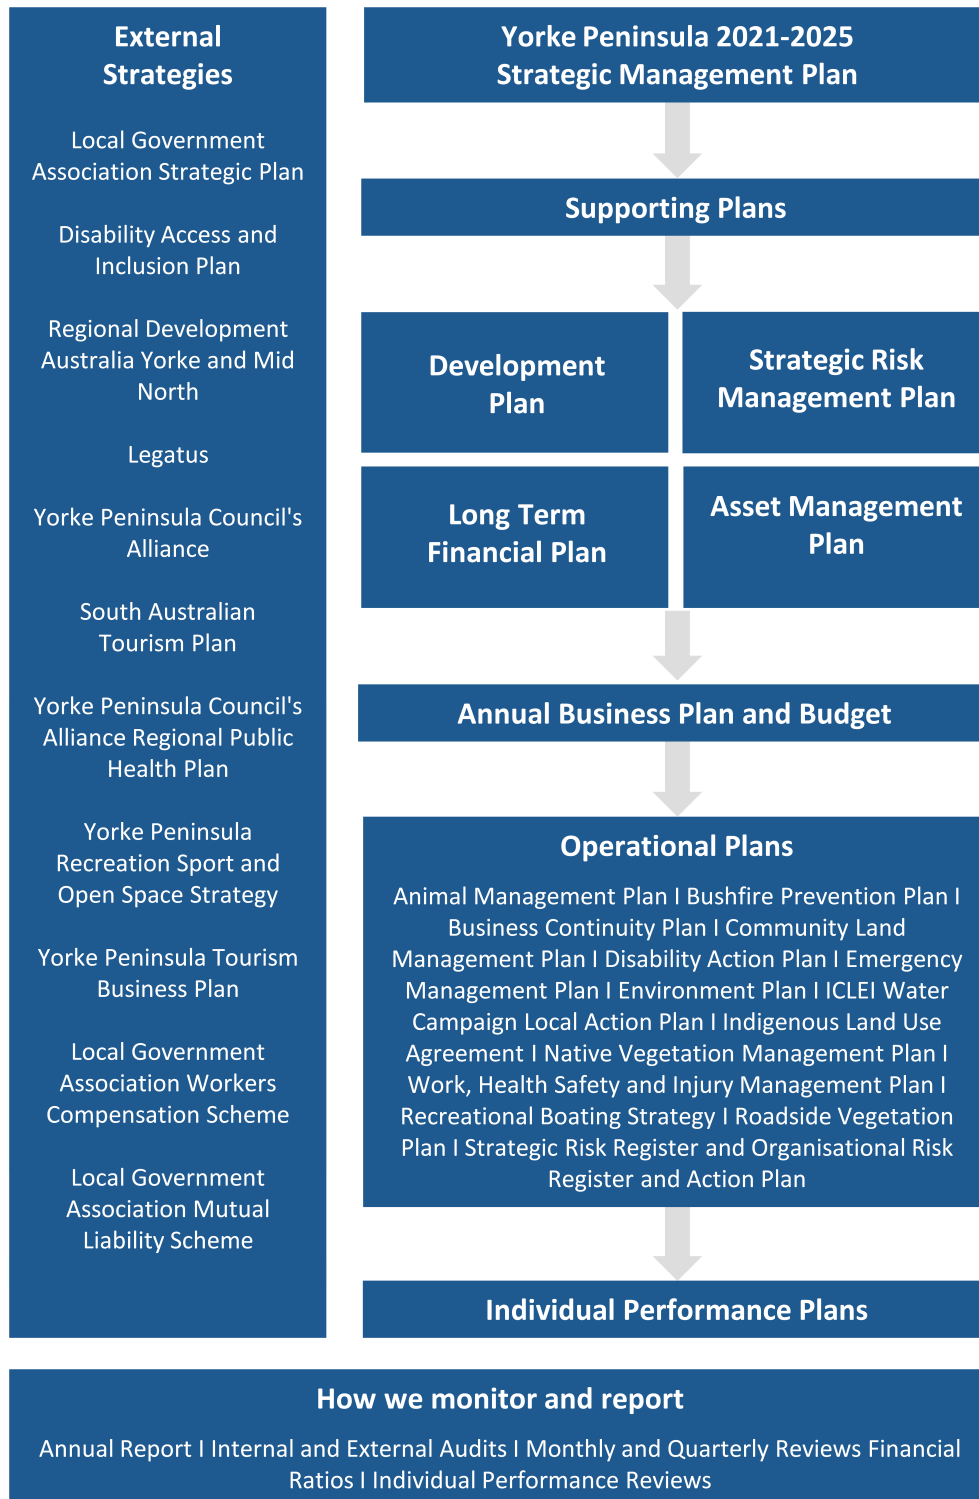 External
Strategies
Local Government
Association Strategic Plan
Disability Access and
Inclusion Plan
Regional Development
Australia Yorke and Mid
North
Legatus
Yorke Peninsula Council's
Alliance
South Australian
Tourism Plan
Yorke Peninsula Council's
Alliance Regional Public
Health Plan
Yorke Peninsula
Recreation Sport and
Open Space Strategy
Yorke Peninsula Tourism
Business Plan
Local Government
Association Workers
Compensation Scheme
Local Government
Association Mutual
Liability Scheme
Yorke Peninsula 2021-2025
Strategic Management Plan
Supporting Plans
Development
Plan
Strategic Risk
Management Plan
Long Term
Financial Plan
Asset Management
Plan
Annual Business Plan and Budget
Operational Plans
Animal Management Plan I Bushfire Prevention Plan I
Business Continuity Plan I Community Land
Management Plan I Disability Action Plan I Emergency
Management Plan I Environment Plan I ICLEI Water
Campaign Local Action Plan I Indigenous Land Use
Agreement I Native Vegetation Management Plan I
Work, Health Safety and Injury Management Plan I
Recreational Boating Strategy I Roadside Vegetation
Plan I Strategic Risk Register and Organisational Risk
Register and Action Plan
Individual Performance Plans
How we monitor and report
Annual Report I Internal and External Audits I Monthly and Quarterly Reviews Financial
Ratios I Individual Performance Reviews